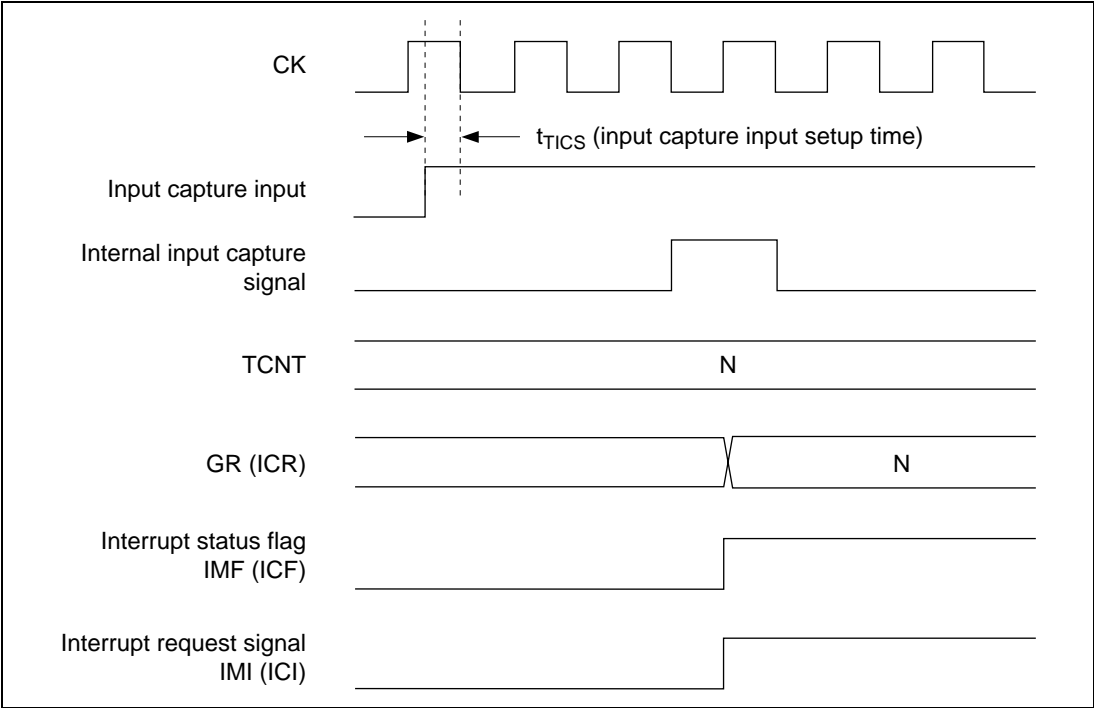 CK
tTICS (input capture input setup time)
Input capture input
Internal input capture
signal
TCNT
N
GR (ICR)
N
Interrupt status flag
IMF (ICF)
Interrupt request signal
IMI (ICI)